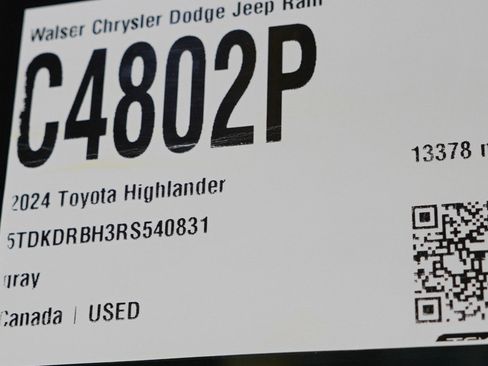 Walser Chrysler Dodge Jeep Ram
C4802P
13378
2024 Toyota Highlander
5TDKDRBH3RS540831
gray
Canada | USED